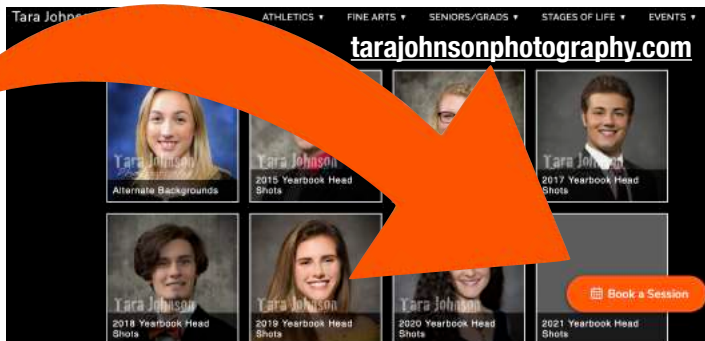 Tara Johnson
ATHLETICS ▼ FINE ARTS ▼ SENIORS/GRADS ▼ STAGES OF LIFE ▼ EVENTS ▼
tarajohnsonphotography.com
Tara Johnson
Photography
Alternate Backgrounds
Tara Johnson
2015 Yearbook Head
Shots
Tara Johnson
2017 Yearbook Head
Shots
Tara Johnson
2018 Yearbook Head
Shots
Tara Johnson
2019 Yearbook Head
Shots
Tara Johnson
2020 Yearbook Head
Shots
2021 Yearbook Head
Shots
Book a Session